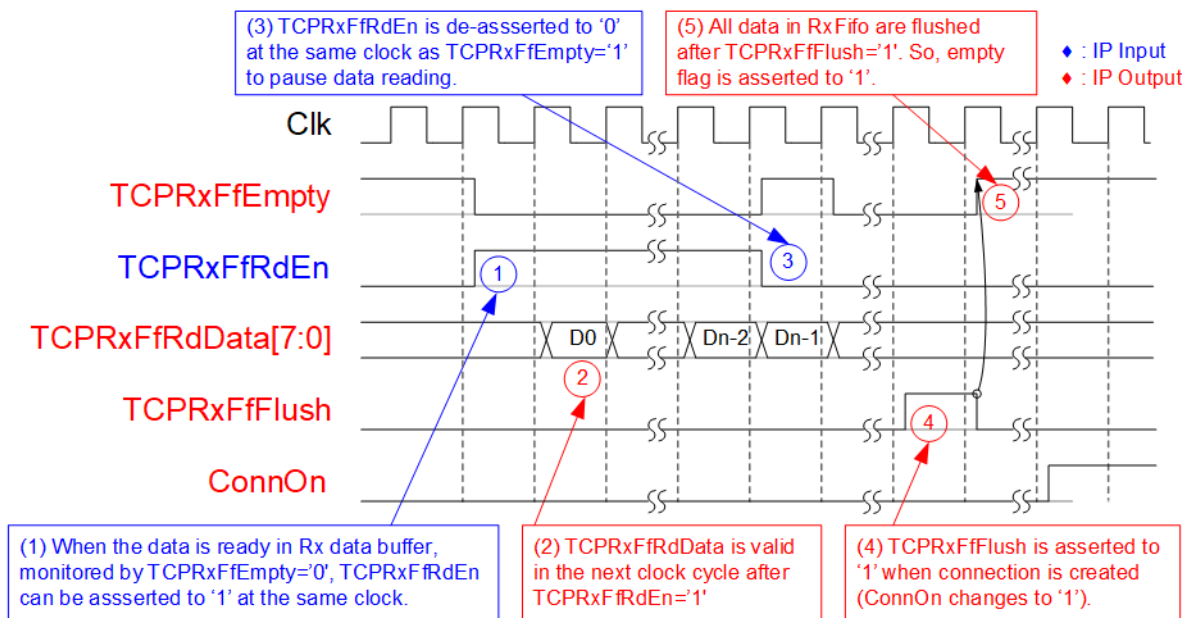 (3) TCPRxFfRdEn is de-assserted to ‘0’
at the same clock as TCPRxFfEmpty=’1’
to pause data reading.
(5) All data in RxFifo are flushed
after TCPRxFfFlush=’1’. So, empty
flag is asserted to ‘1’.
♦ : IP Input
♦ : IP Output
Clk
TCPRxFfEmpty
5
TCPRxFfRdEn
1
3
TCPRxFfRdData[7:0]
D0
Dn-2
Dn-1
2
TCPRxFfFlush
4
ConnOn
(1) When the data is ready in Rx data buffer,
monitored by TCPRxFfEmpty=’0’, TCPRxFfRdEn
can be assserted to ‘1’ at the same clock.
(2) TCPRxFfRdData is valid
in the next clock cycle after
TCPRxFfRdEn=’1’
(4) TCPRxFfFlush is asserted to
‘1’ when connection is created
(ConnOn changes to ‘1’).